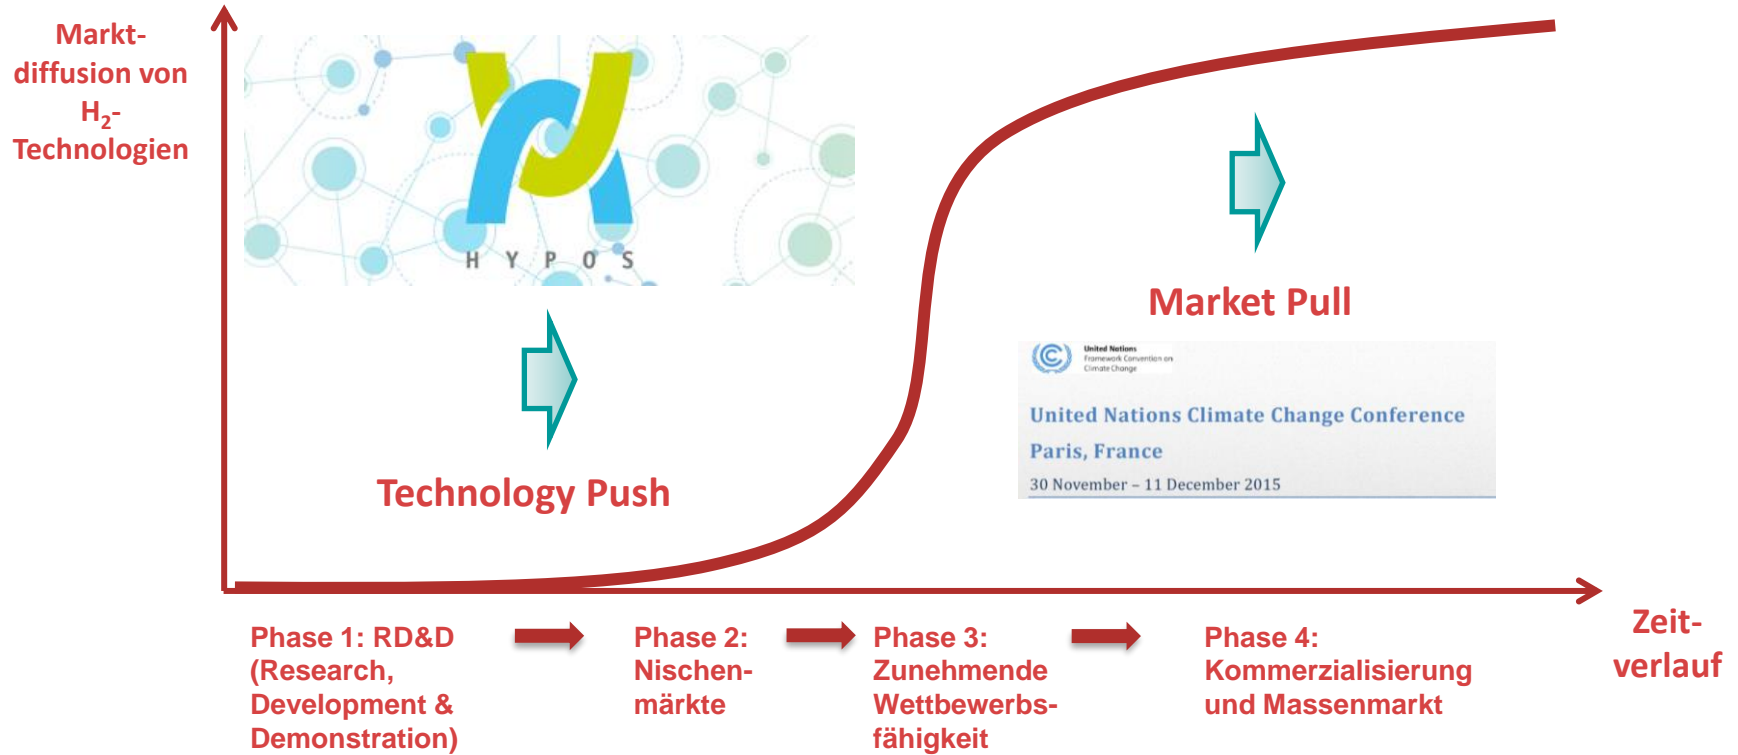 Markt-
diffusion von
H₂-
Technologien
H Y P O S
Technology Push
Market Pull
United Nations
Framework Convention on
Climate Change
United Nations Climate Change Conference
Paris, France
30 November – 11 December 2015
Phase 1: RD&D
(Research,
Development &
Demonstration)
Phase 2:
Nischen-
märkte
Phase 3:
Zunehmende
Wettbewerbs-
fähigkeit
Phase 4:
Kommerzialisierung
und Massenmarkt
Zeit-
verlauf